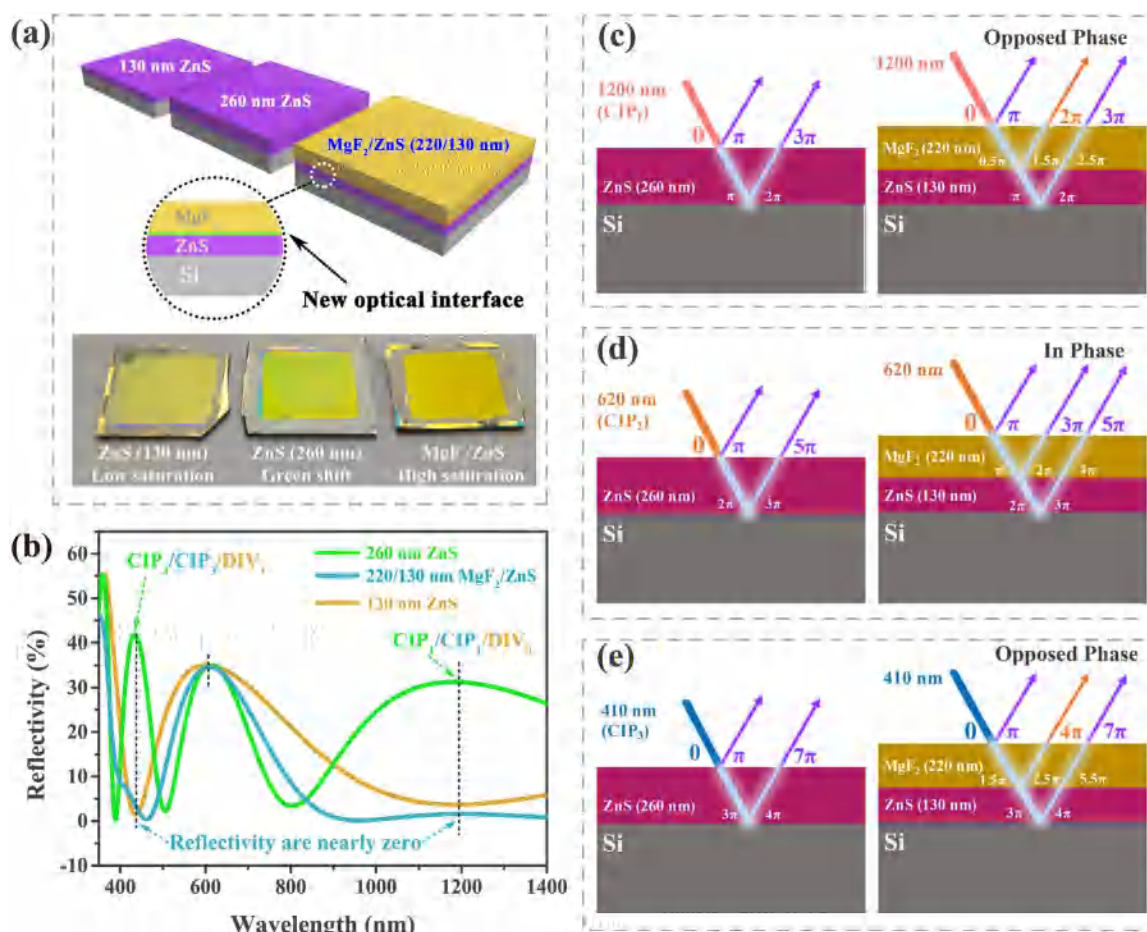 (a)
130 nm ZnS
260 nm ZnS
MgF₂/ZnS (220/130 nm)
MgF₂
ZnS
Si
New optical interface
ZnS (130 nm)
Low saturation
ZnS (260 nm)
Green shift
MgF₂/ZnS
High saturation
(b)
Reflectivity (%)
60
50
40
30
20
10
0
-10
400
600
800
1000
1200
1400
Wavelength (nm)
260 nm ZnS
220/130 nm MgF₂/ZnS
130 nm ZnS
Reflectivity are nearly zero
(c)
1200 nm
(CIP₁)
0
π
3π
ZnS (260 nm)
π
2π
Si
Opposed Phase
1200 nm
0
π
2π
3π
MgF₂ (220 nm)
0.5π
1.5π
2.5π
ZnS (130 nm)
π
2π
Si
(d)
620 nm
(CIP₂)
0
π
5π
ZnS (260 nm)
2π
3π
Si
In Phase
620 nm
0
π
3π
5π
MgF₂ (220 nm)
π
2π
4π
ZnS (130 nm)
2π
3π
Si
(e)
410 nm
(CIP₃)
0
π
7π
ZnS (260 nm)
3π
4π
Si
Opposed Phase
410 nm
0
π
4π
7π
MgF₂ (220 nm)
1.5π
2.5π
5.5π
ZnS (130 nm)
3π
4π
Si